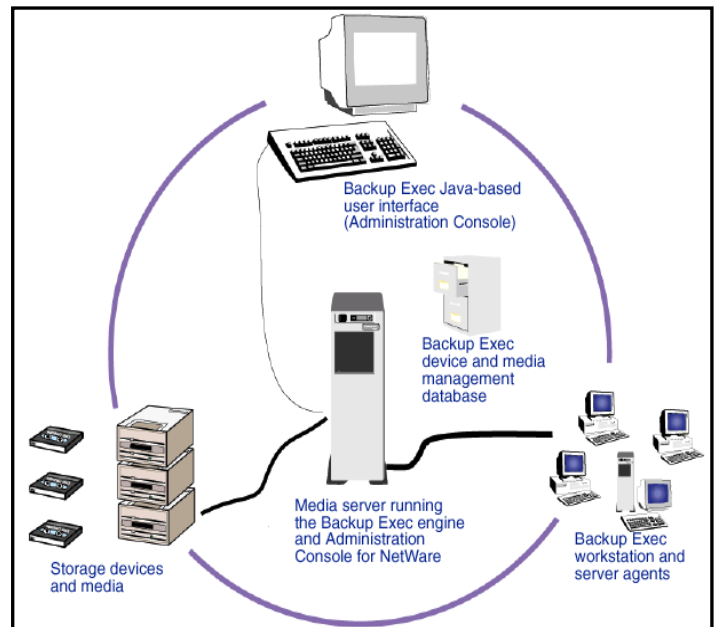 Backup Exec Java-based
user interface
(Administration Console)
Backup Exec
device and media
management
database
Media server running
the Backup Exec engine
and Administration
Console for NetWare
Storage devices
and media
Backup Exec
workstation and
server agents